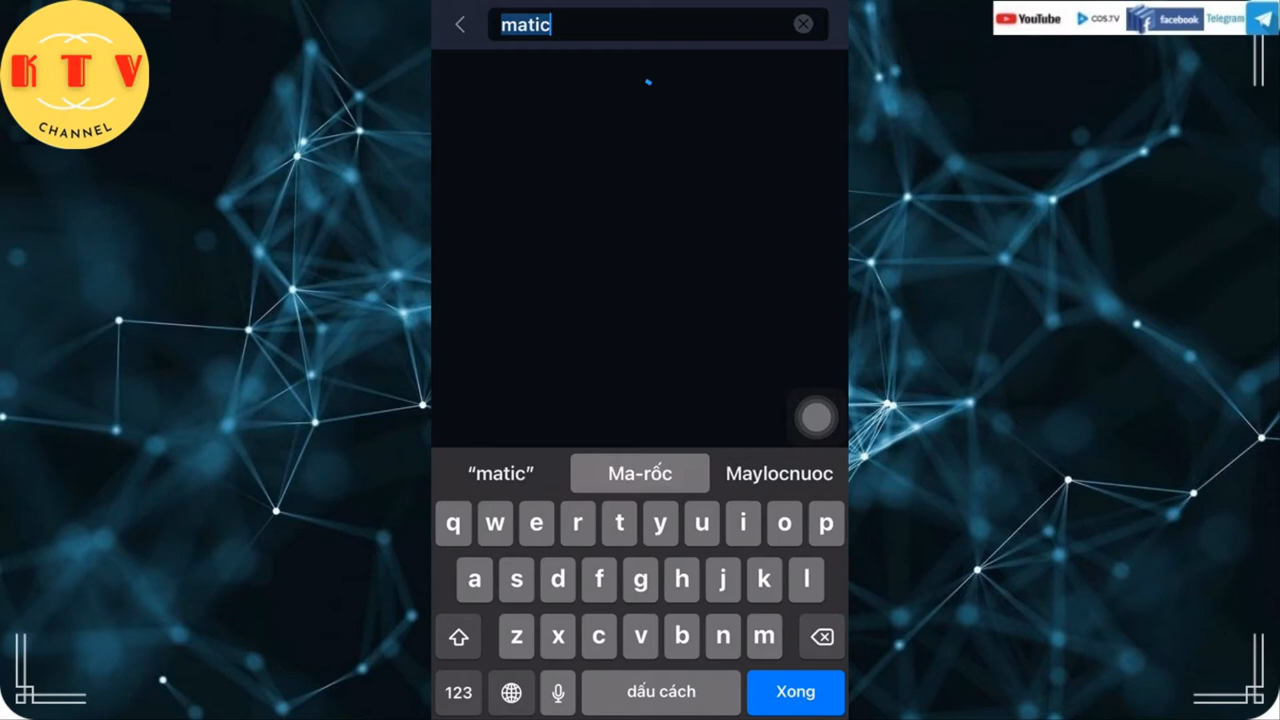 K T V
CHANNEL
matic
YouTube COS.TV facebook Telegram
“matic” Ma-rốc Maylocnuoc
q w e r t y u i o p
a s d f g h j k l
z x c v b n m
123 dấu cách Xong